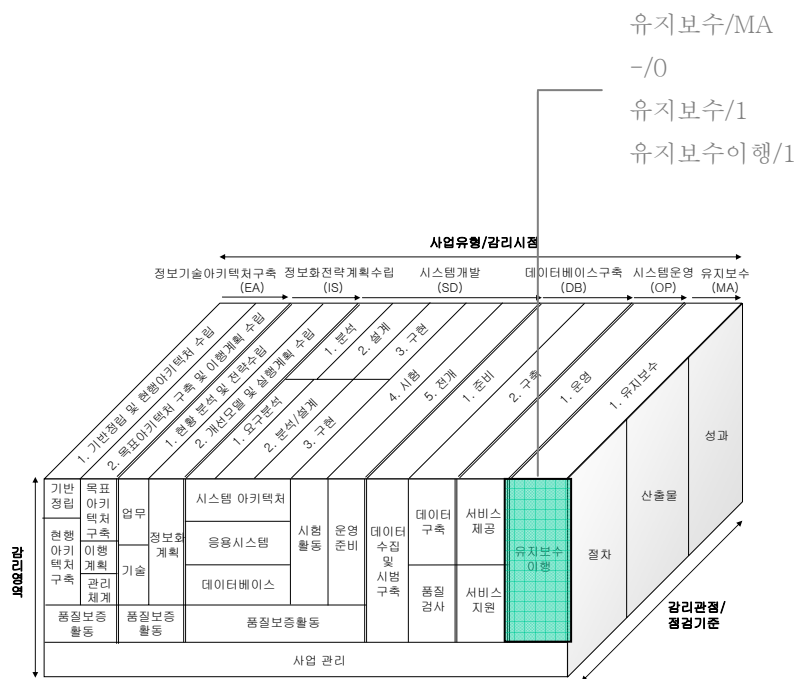 유지보수/MA
-/0
유지보수/1
유지보수이행/1
사업유형/감리시점
정보기술아키텍처구축
(EA)
정보화전략계획수립
(IS)
시스템개발
(SD)
데이터베이스구축
(DB)
시스템운영
(OP)
유지보수
(MA)
1. 기반정립 및 현행아키텍처 수립
2. 목표아키텍처 구축 및 이행계획 수립
1. 현황 분석 및 전략수립
2. 개선모델 및 실행계획 수립
1. 분석
2. 설계
3. 구현
1. 요구분석
2. 분석/설계
3. 구현
4. 시험
5. 전개
1. 준비
2. 구축
1. 운영
1. 유지보수
감리영역
기반
정립
현행
아키
텍처
구축
목표
아키
텍처
구축
이행
계획
관리
체계
품질보증
활동
업무
기술
정보화
계획
품질보증
활동
시스템 아키텍처
응용시스템
데이터베이스
시험
활동
운영
준비
품질보증활동
데이터
수집
및
시범
구축
데이터
구축
품질
검사
서비스
제공
서비스
지원
유지보수
이행
사업 관리
절차
산출물
성과
감리관점/
점검기준